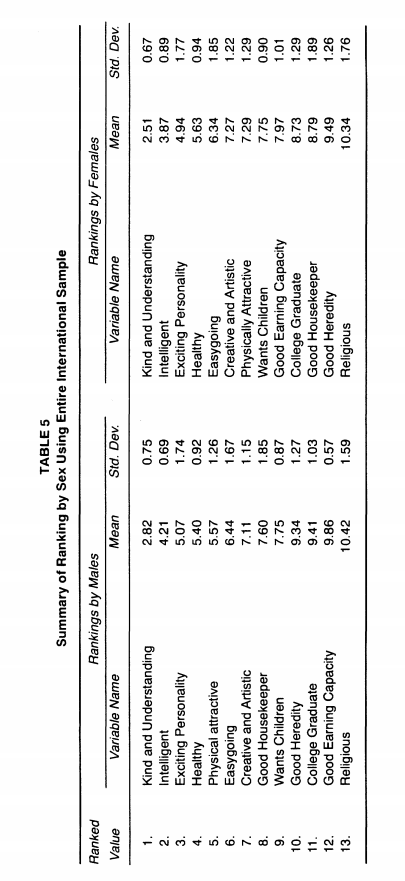 TABLE 5
Summary of Ranking by Sex Using Entire International Sample
Ranked Rankings by Males Rankings by Females
Value Variable Name Mean Std. Dev. Variable Name Mean Std. Dev.
1. Kind and Understanding 2.82 0.75 Kind and Understanding 2.51 0.67
2. Intelligent 4.21 0.69 Intelligent 3.87 0.89
3. Exciting Personality 5.07 1.74 Exciting Personality 4.94 1.77
4. Healthy 5.40 0.92 Healthy 5.63 0.94
5. Physical attractive 5.57 1.26 Easygoing 6.34 1.85
6. Easygoing 6.44 1.67 Creative and Artistic 7.27 1.22
7. Creative and Artistic 7.11 1.15 Physically Attractive 7.29 1.29
8. Good Housekeeper 7.60 1.85 Wants Children 7.75 0.90
9. Wants Children 7.75 0.87 Good Earning Capacity 7.97 1.01
10. Good Heredity 9.34 1.27 College Graduate 8.73 1.29
11. College Graduate 9.41 1.03 Good Housekeeper 8.79 1.89
12. Good Earning Capacity 9.86 0.57 Good Heredity 9.49 1.26
13. Religious 10.42 1.59 Religious 10.34 1.76